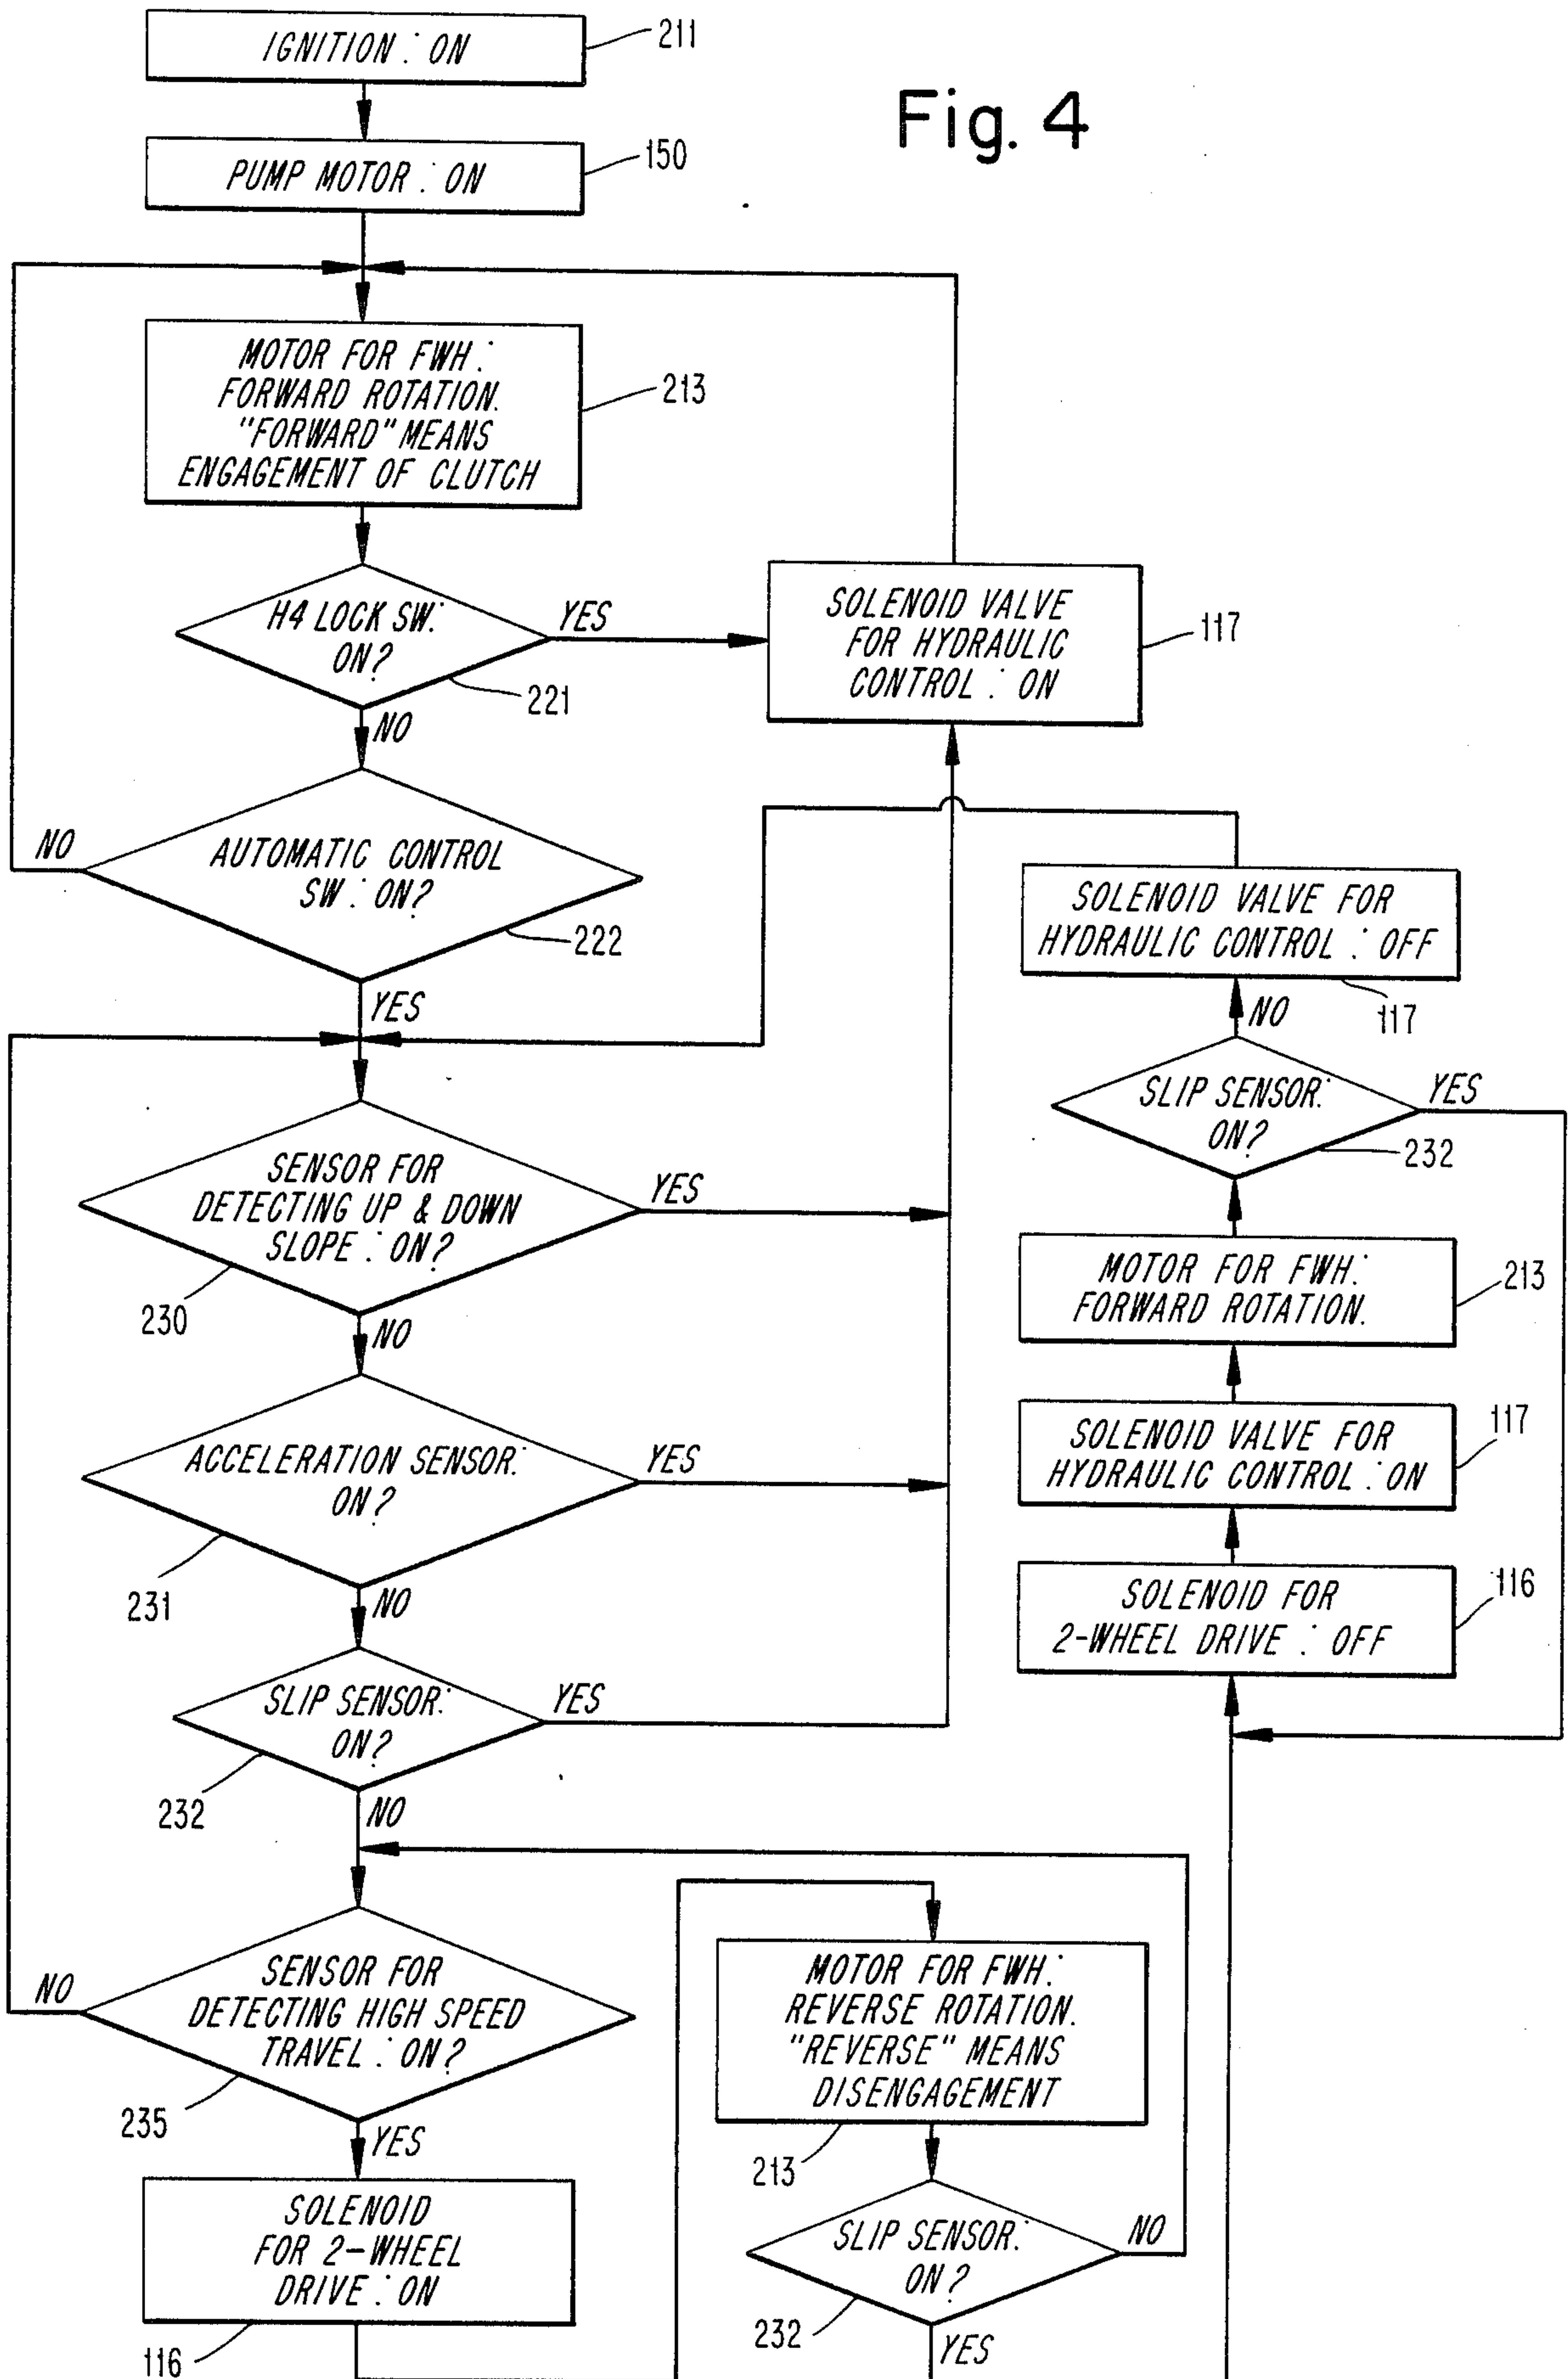 Fig. 4
IGNITION : ON
211
PUMP MOTOR : ON
150
MOTOR FOR FWH:
FORWARD ROTATION.
"FORWARD" MEANS
ENGAGEMENT OF CLUTCH
213
H4 LOCK SW:
ON?
YES
221
NO
SOLENOID VALVE
FOR HYDRAULIC
CONTROL : ON
117
AUTOMATIC CONTROL
SW : ON?
NO
222
YES
SENSOR FOR
DETECTING UP & DOWN
SLOPE : ON?
YES
230
NO
ACCELERATION SENSOR:
ON?
YES
231
NO
SLIP SENSOR:
ON?
YES
232
NO
SENSOR FOR
DETECTING HIGH SPEED
TRAVEL : ON?
NO
235
YES
SOLENOID
FOR 2-WHEEL
DRIVE : ON
116
MOTOR FOR FWH:
REVERSE ROTATION.
"REVERSE" MEANS
DISENGAGEMENT
213
SLIP SENSOR:
ON?
NO
232
YES
SOLENOID VALVE FOR
HYDRAULIC CONTROL : OFF
117
NO
SLIP SENSOR:
ON?
YES
232
MOTOR FOR FWH:
FORWARD ROTATION.
213
SOLENOID VALVE FOR
HYDRAULIC CONTROL : ON
117
SOLENOID FOR
2-WHEEL DRIVE : OFF
116